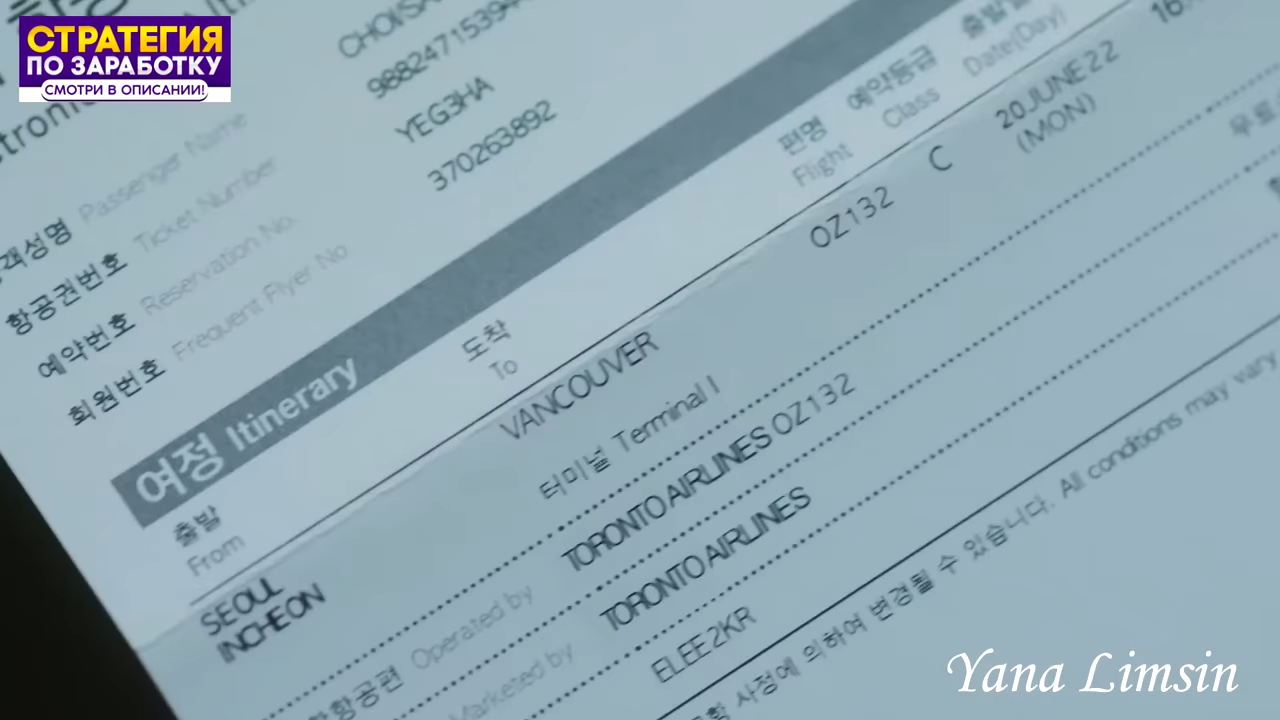 СТРАТЕГИЯ
ПО ЗАРАБОТКУ
СМОТРИ В ОПИСАНИИ!
Passenger Name
항공권번호 Ticket Number 9882471539
예약번호 Reservation No. YEG3HA
회원번호 Frequent Flyer No 370263892
여정 Itinerary
출발 도착 편명 예약등급
From To Flight Class Date(Day)
SEOUL VANCOUVER OZ132 C 20JUNE22
INCHEON (MON)
터미널 Terminal 1
Operated by TORONTO AIRLINES OZ132
Marketed by TORONTO AIRLINES
ELEE2KR
사정에 의하여 변경될 수 있습니다. All conditions may vary
Yana Limsin